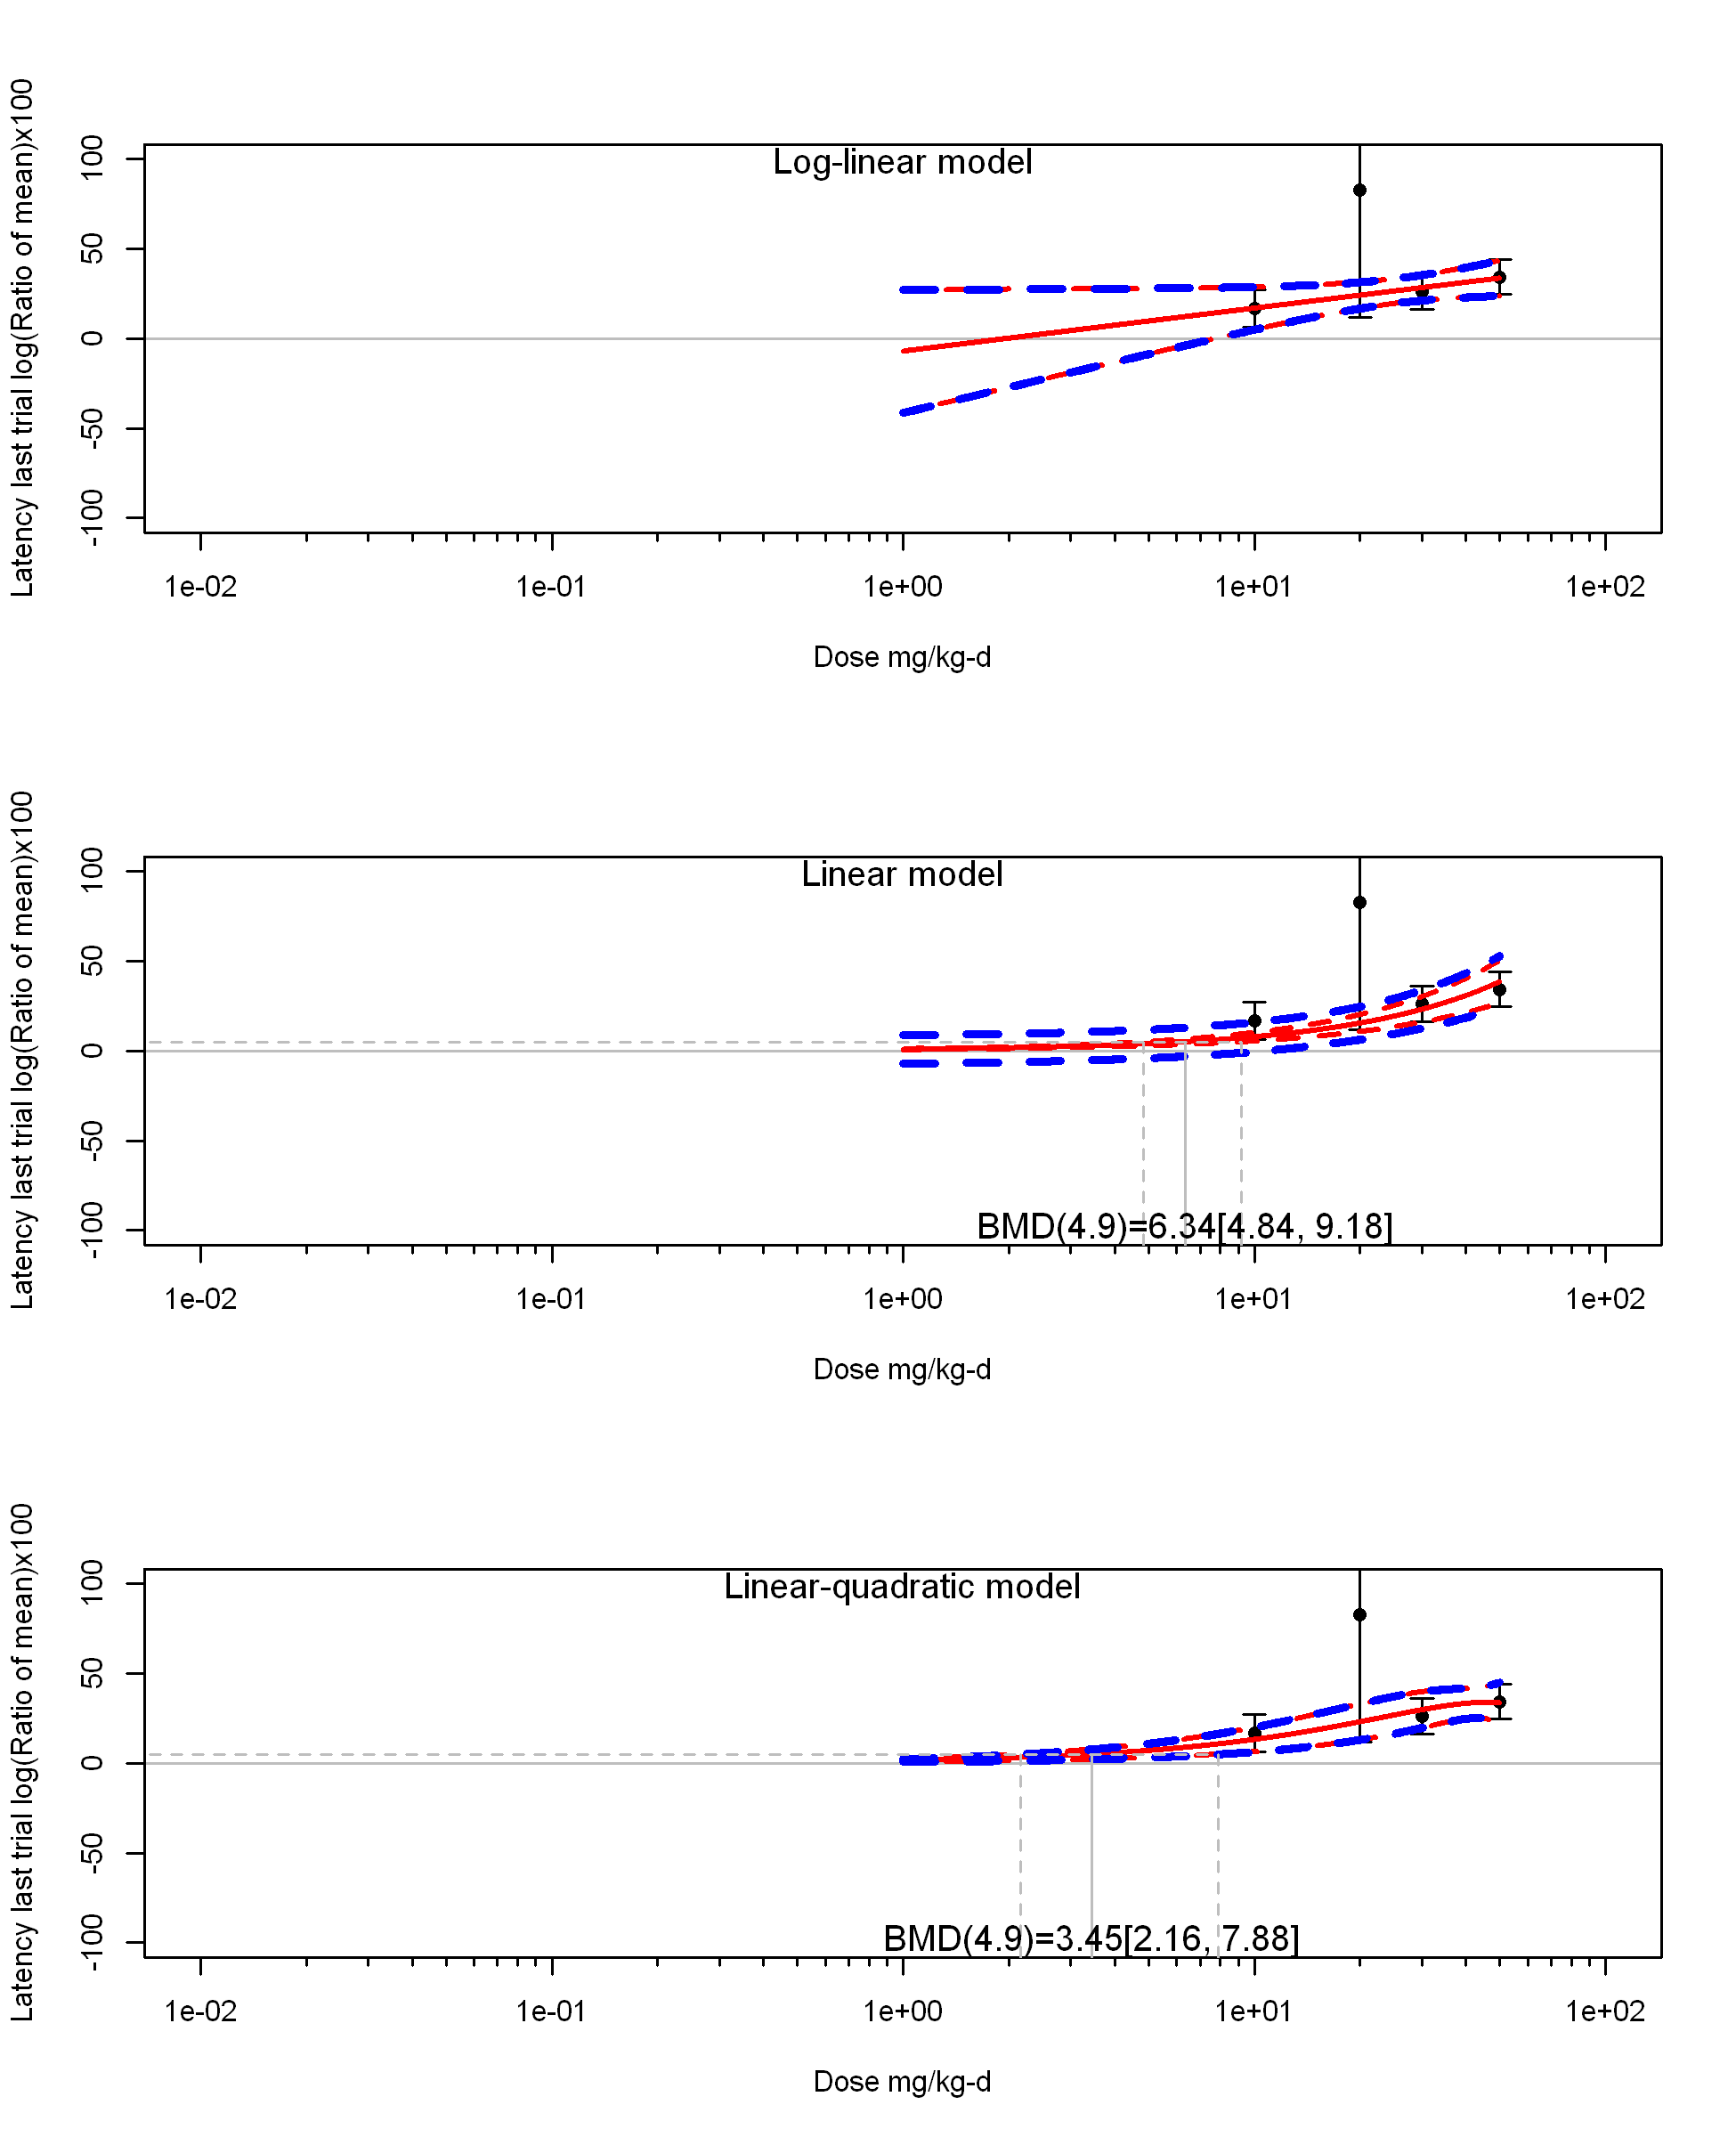 Latency last trial log(Ratio of mean)x100
Log-linear model
100
50
0
-50
-100
1e-02 1e-01 1e+00 1e+01 1e+02
Dose mg/kg-d
Latency last trial log(Ratio of mean)x100
Linear model
100
50
0
-50
-100
BMD(4.9)=6.34[4.84, 9.18]
1e-02 1e-01 1e+00 1e+01 1e+02
Dose mg/kg-d
Latency last trial log(Ratio of mean)x100
Linear-quadratic model
100
50
0
-50
-100
BMD(4.9)=3.45[2.16, 7.88]
1e-02 1e-01 1e+00 1e+01 1e+02
Dose mg/kg-d